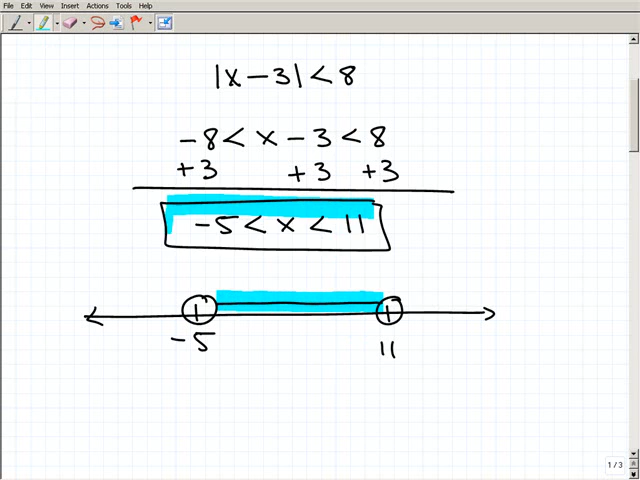 File Edit View Insert Actions Tools Help
|x - 3| < 8
-8 < x - 3 < 8
+3 +3 +3
-5 < x < 11
-5 11
1 / 3